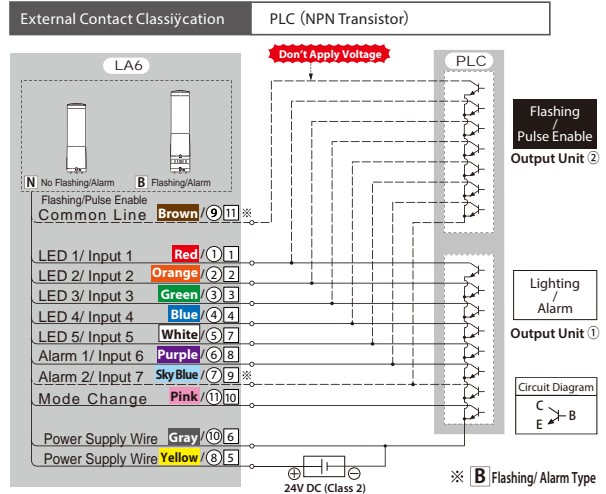 External Contact Classiÿcation
PLC (NPN Transistor)
Don't Apply Voltage
LA6
PLC
N No Flashing/Alarm
B Flashing/Alarm
Flashing/Pulse Enable
Common Line Brown/⑨ 11 ※
LED 1/ Input 1 Red/① 1
LED 2/ Input 2 Orange/② 2
LED 3/ Input 3 Green/③ 3
LED 4/ Input 4 Blue/④ 4
LED 5/ Input 5 White/⑤ 7
Alarm 1/ Input 6 Purple/⑥ 8
Alarm 2/ Input 7 Sky Blue/⑦ 9 ※
Mode Change Pink/⑪ 10
Power Supply Wire Gray/⑩ 6
Power Supply Wire Yellow/⑧ 5
24V DC (Class 2)
Flashing
/
Pulse Enable
Output Unit ②
Lighting
/
Alarm
Output Unit ①
Circuit Diagram
C
B
E
※ B Flashing/ Alarm Type